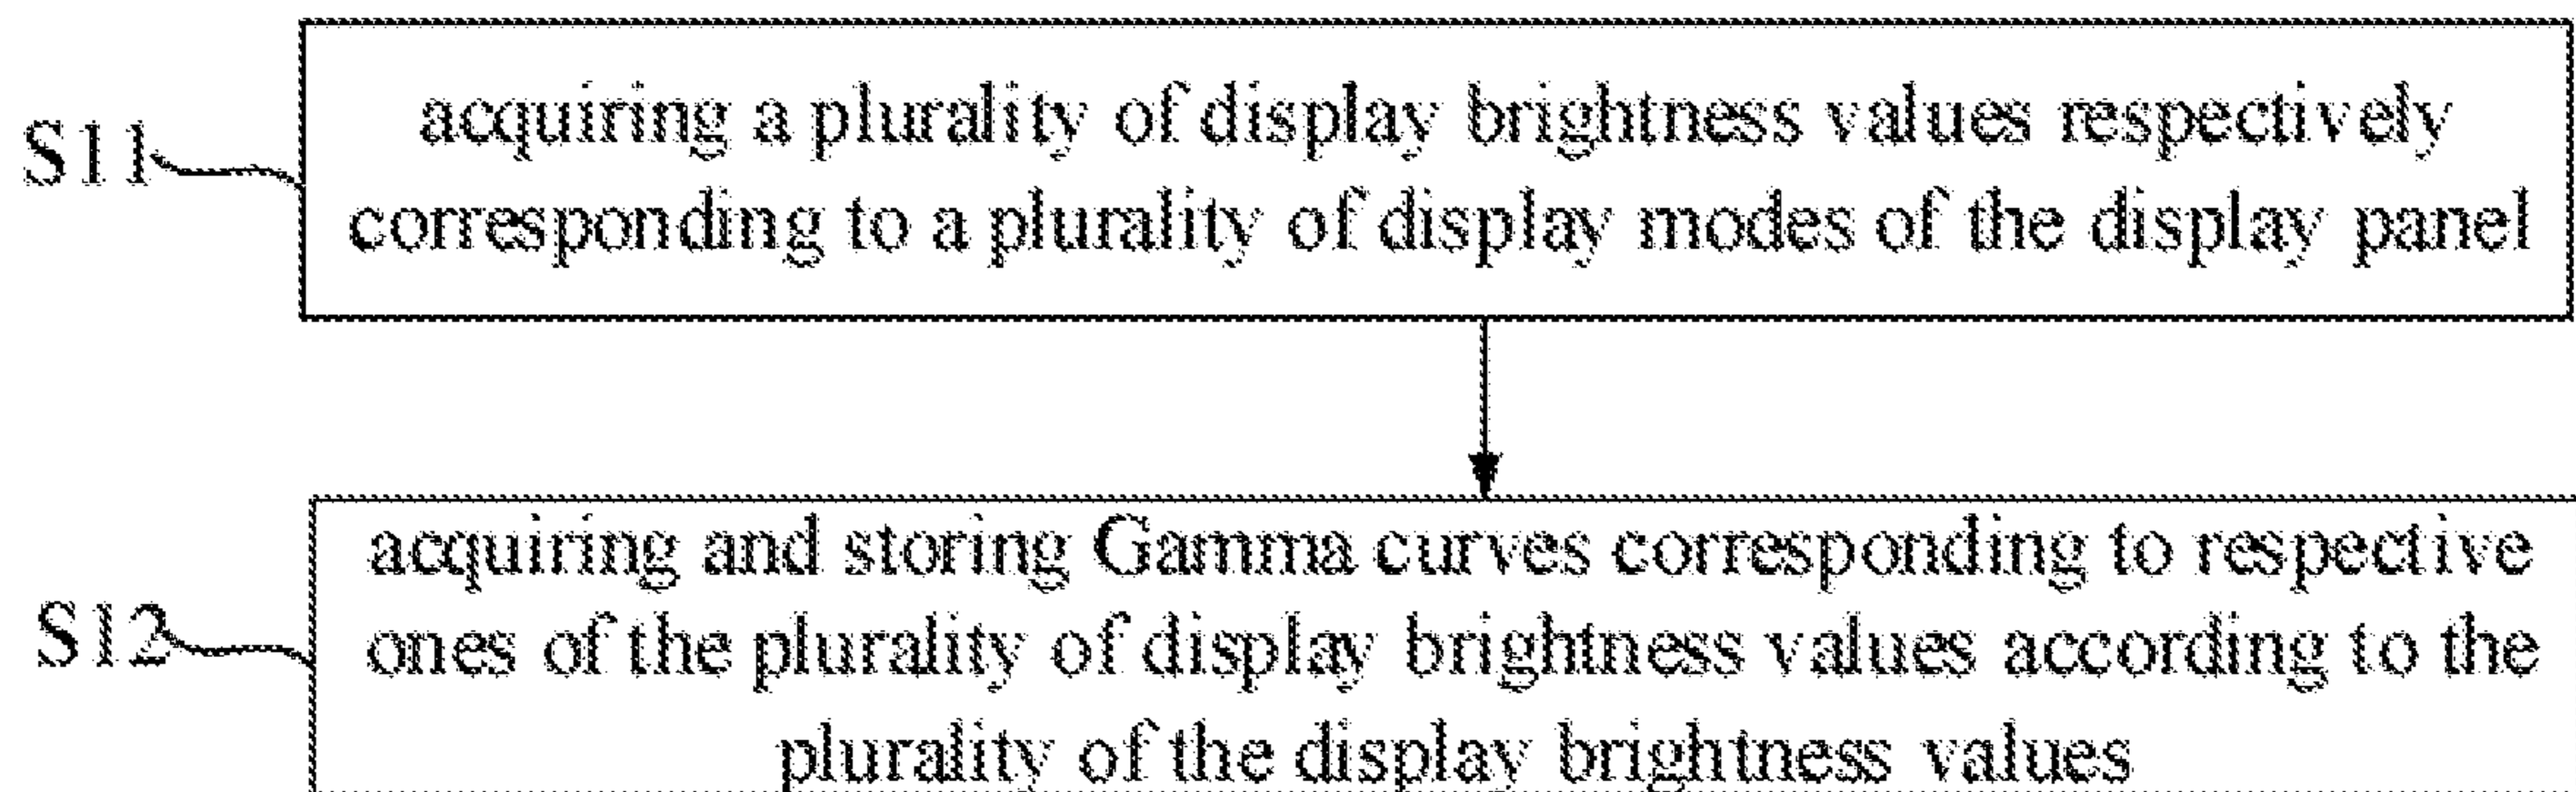 S11
acquiring a plurality of display brightness values respectively
corresponding to a plurality of display modes of the display panel
S12
acquiring and storing Gamma curves corresponding to respective
ones of the plurality of display brightness values according to the
plurality of the display brightness values